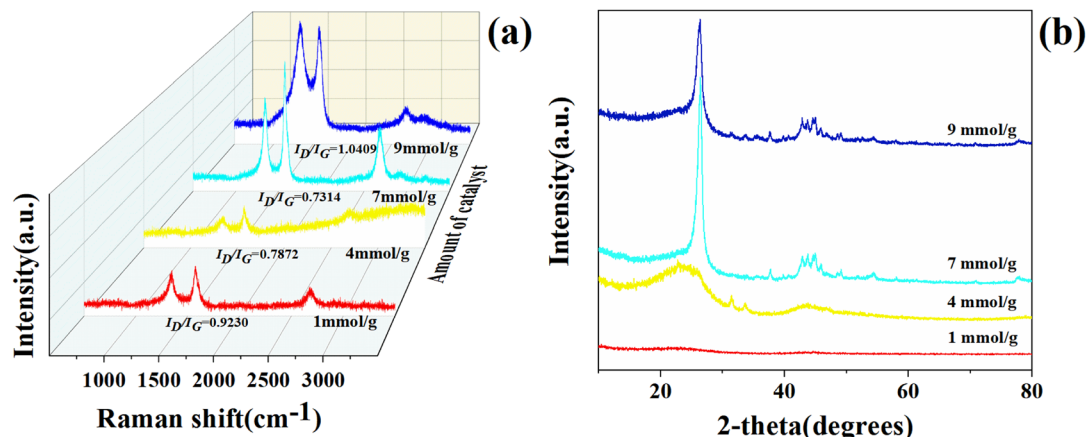 (a)
I_D/I_G=1.0409
9mmol/g
I_D/I_G=0.7314
7mmol/g
I_D/I_G=0.7872
4mmol/g
I_D/I_G=0.9230
1mmol/g
Amount of catalyst
Intensity(a.u.)
1000 1500 2000 2500 3000
Raman shift(cm⁻¹)
(b)
9 mmol/g
7 mmol/g
4 mmol/g
1 mmol/g
Intensity(a.u.)
20 40 60 80
2-theta(degrees)